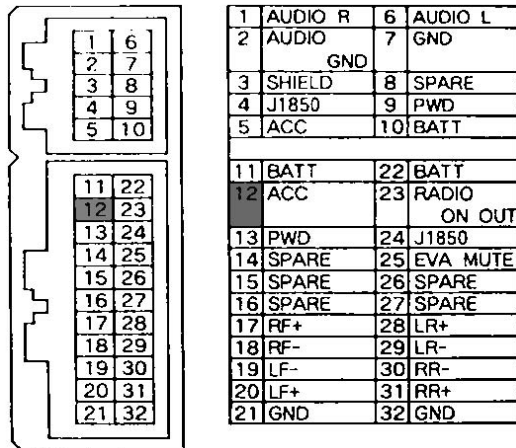 1 6
2 7
3 8
4 9
5 10
11 22
12 23
13 24
14 25
15 26
16 27
17 28
18 29
19 30
20 31
21 32
1 AUDIO R 6 AUDIO L
2 AUDIO GND 7 GND
3 SHIELD 8 SPARE
4 J1850 9 PWD
5 ACC 10 BATT
11 BATT 22 BATT
12 ACC 23 RADIO ON OUT
13 PWD 24 J1850
14 SPARE 25 EVA MUTE
15 SPARE 26 SPARE
16 SPARE 27 SPARE
17 RF+ 28 LR+
18 RF- 29 LR-
19 LF- 30 RR-
20 LF+ 31 RR+
21 GND 32 GND